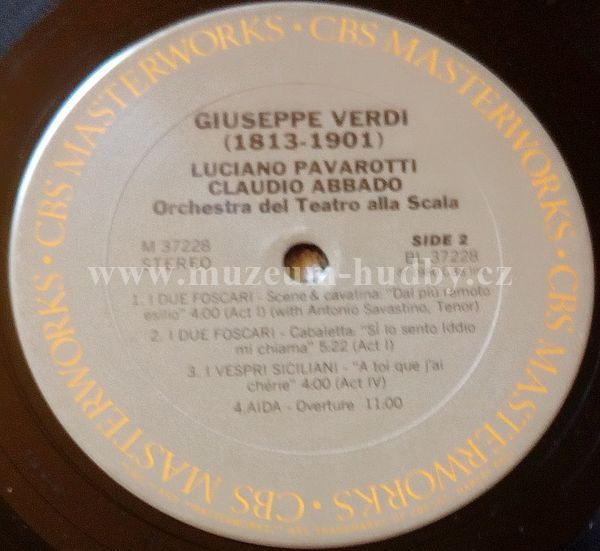 CBS MASTERWORKS · CBS MASTERWORKS · CBS MASTERWORKS · CBS MASTERWORKS ·
GIUSEPPE VERDI
(1813-1901)
LUCIANO PAVAROTTI
CLAUDIO ABBADO
Orchestra del Teatro alla Scala
M 37228
STEREO
SIDE 2
BL 37228
www.muzeum-hudby.cz
1. I DUE FOSCARI - Scene & cavatina: "Dal più remoto
esilio" 4:00 (Act I) (with Antonio Savastino, Tenor)
2. I DUE FOSCARI - Cabaletta: "Sì lo sento Iddio
mi chiama" 5:22 (Act I)
3. I VESPRI SICILIANI - "A toi que j'ai
chérie" 4:00 (Act IV)
4.AIDA - Overture 11:00